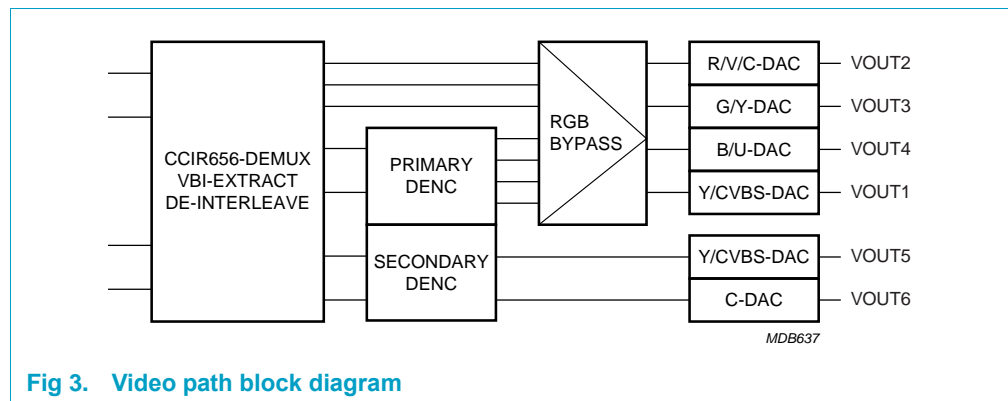 CCIR656-DEMUX
VBI-EXTRACT
DE-INTERLEAVE
PRIMARY
DENC
SECONDARY
DENC
RGB
BYPASS
R/V/C-DAC
VOUT2
G/Y-DAC
VOUT3
B/U-DAC
VOUT4
Y/CVBS-DAC
VOUT1
Y/CVBS-DAC
VOUT5
C-DAC
VOUT6
MDB637
Fig 3. Video path block diagram